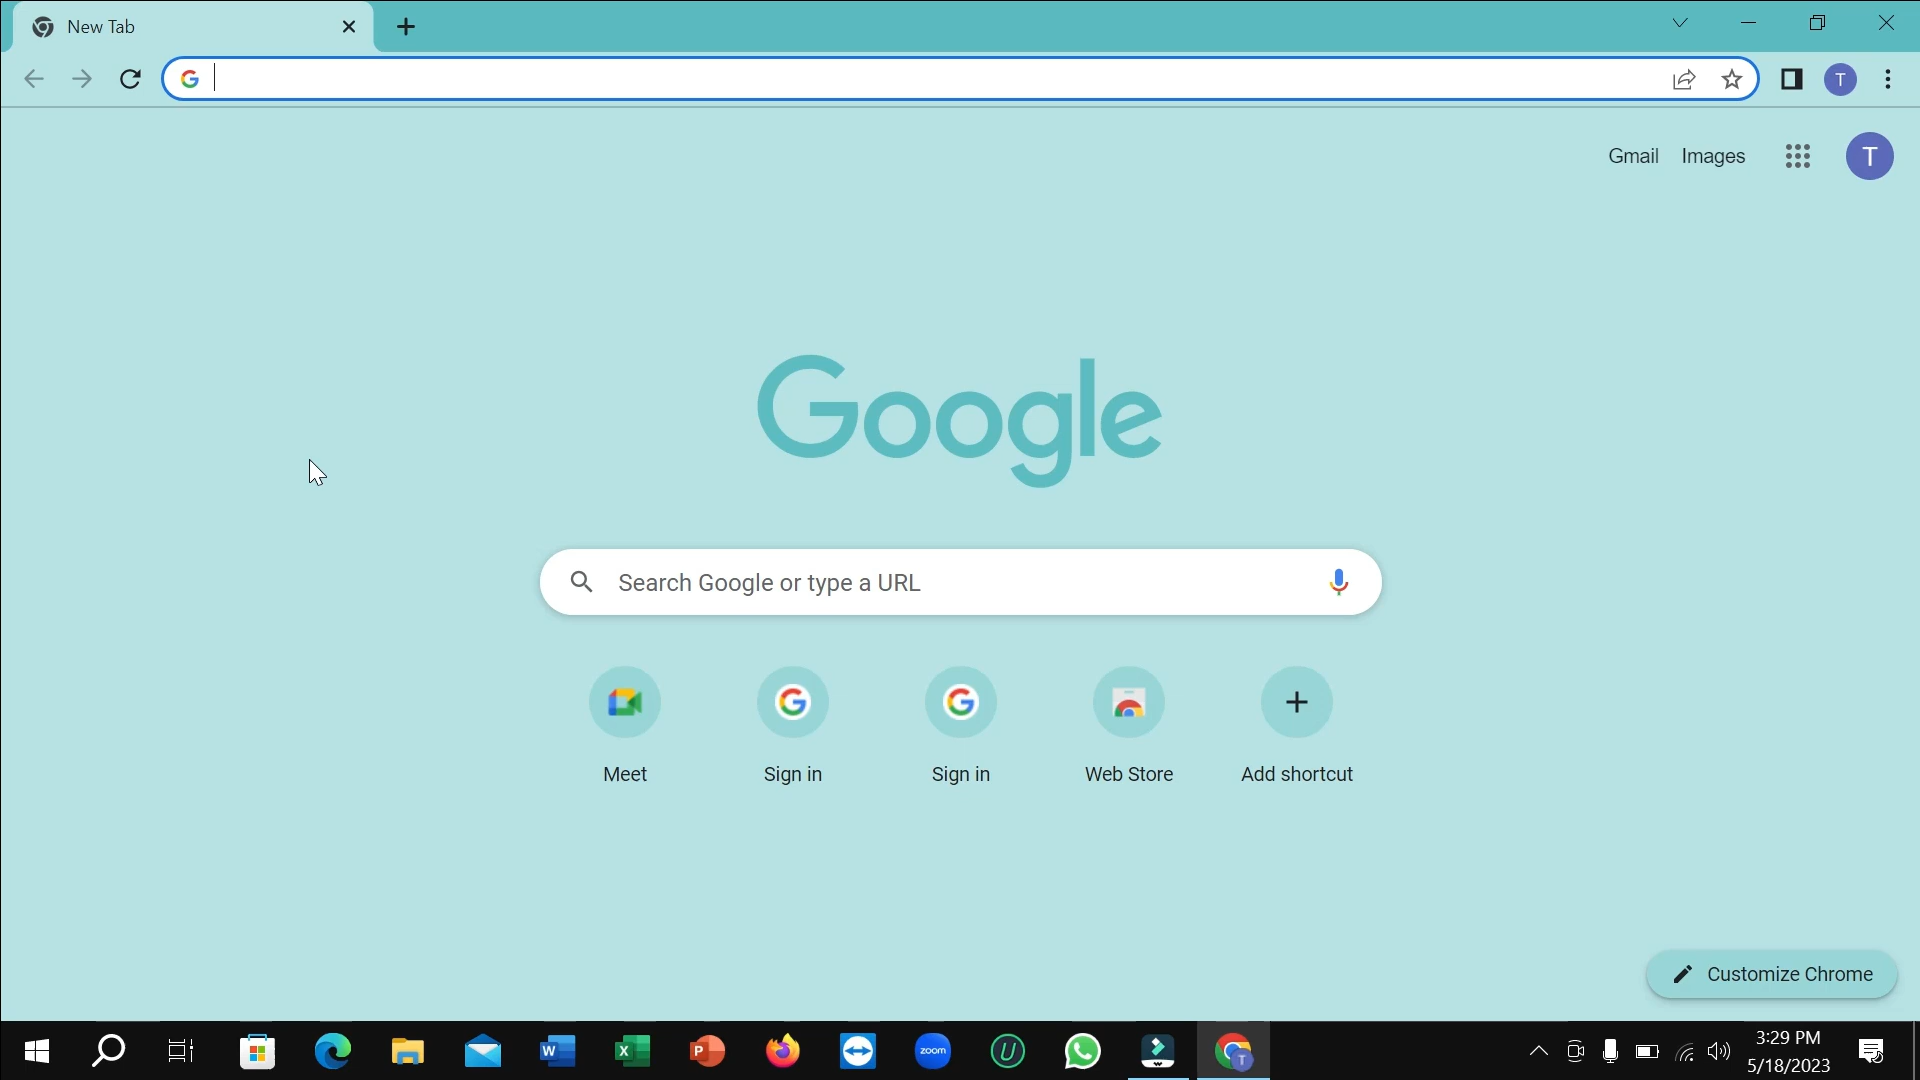 New Tab
Gmail Images
T
T
Google
Search Google or type a URL
Meet
Sign in
Sign in
Web Store
Add shortcut
Customize Chrome
W
X
P
zoom
U
T
3:29 PM
5/18/2023